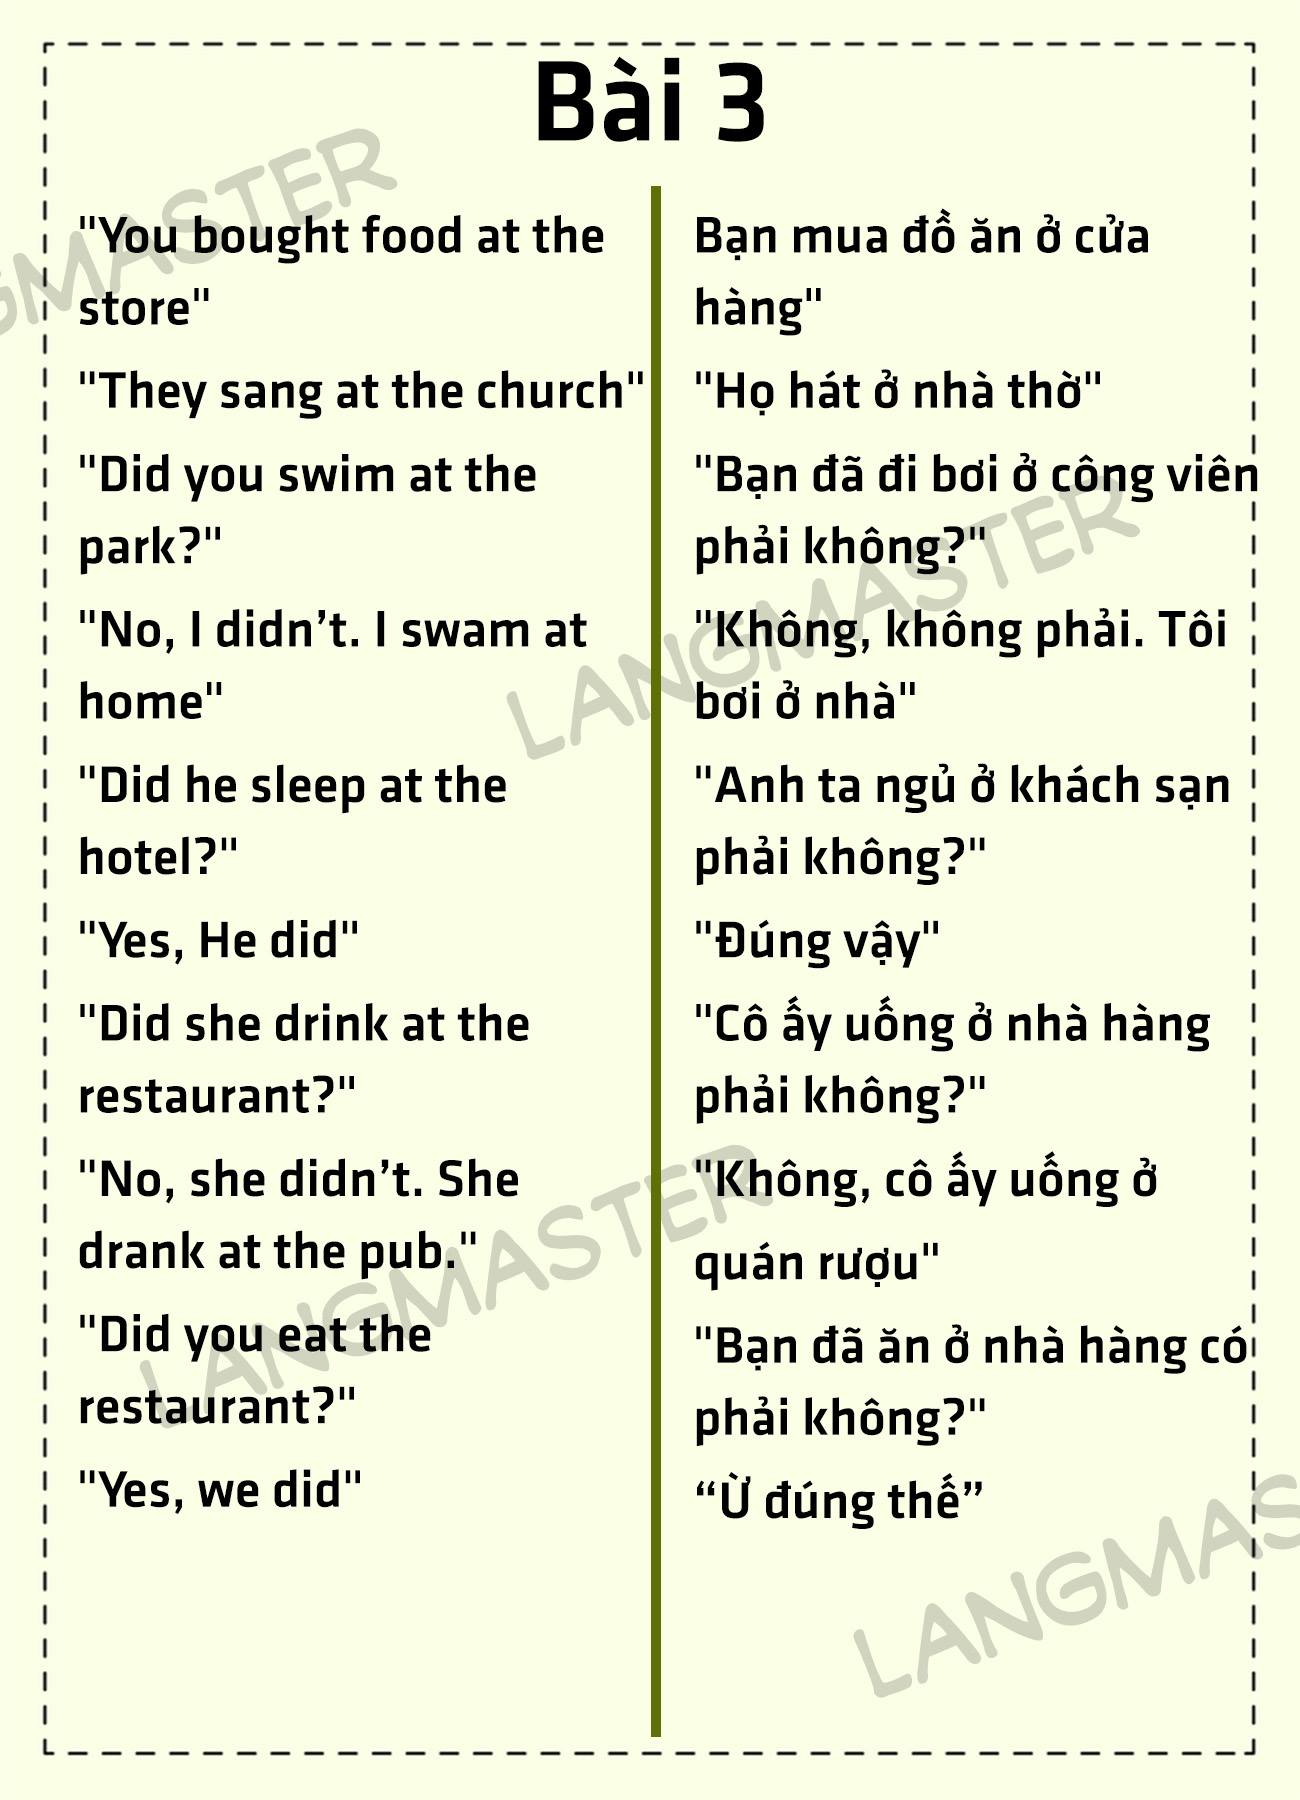 Bài 3
"You bought food at the
store"
"They sang at the church"
"Did you swim at the
park?"
"No, I didn’t. I swam at
home"
"Did he sleep at the
hotel?"
"Yes, He did"
"Did she drink at the
restaurant?"
"No, she didn’t. She
drank at the pub."
"Did you eat the
restaurant?"
"Yes, we did"
Bạn mua đồ ăn ở cửa
hàng"
"Họ hát ở nhà thờ"
"Bạn đã đi bơi ở công viên
phải không?"
"Không, không phải. Tôi
bơi ở nhà"
"Anh ta ngủ ở khách sạn
phải không?"
"Đúng vậy"
"Cô ấy uống ở nhà hàng
phải không?"
"Không, cô ấy uống ở
quán rượu"
"Bạn đã ăn ở nhà hàng có
phải không?"
“Ừ đúng thế”
GMASTER
LANGMASTER
LANGMASTER
LANGMAS